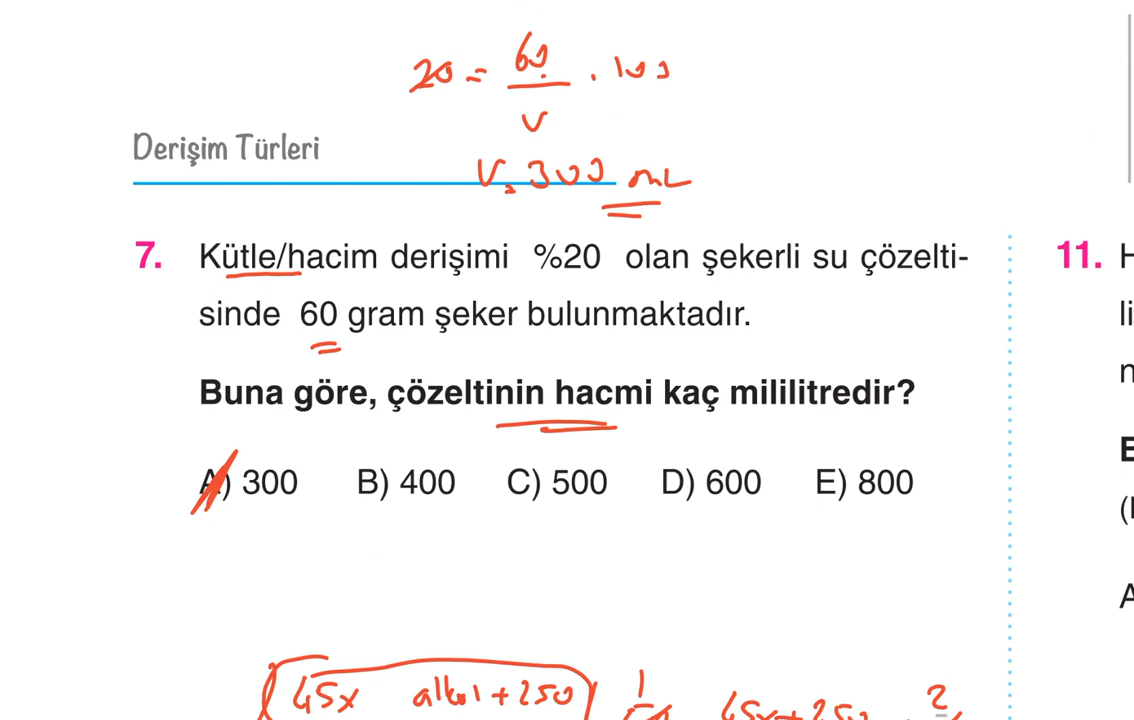 20 = 60/V . 100
Derişim Türleri
V = 300 mL
7. Kütle/hacim derişimi %20 olan şekerli su çözelti-
sinde 60 gram şeker bulunmaktadır.
Buna göre, çözeltinin hacmi kaç mililitredir?
A) 300 B) 400 C) 500 D) 600 E) 800
45x alkol + 250
11. H
li
n
E
(
A